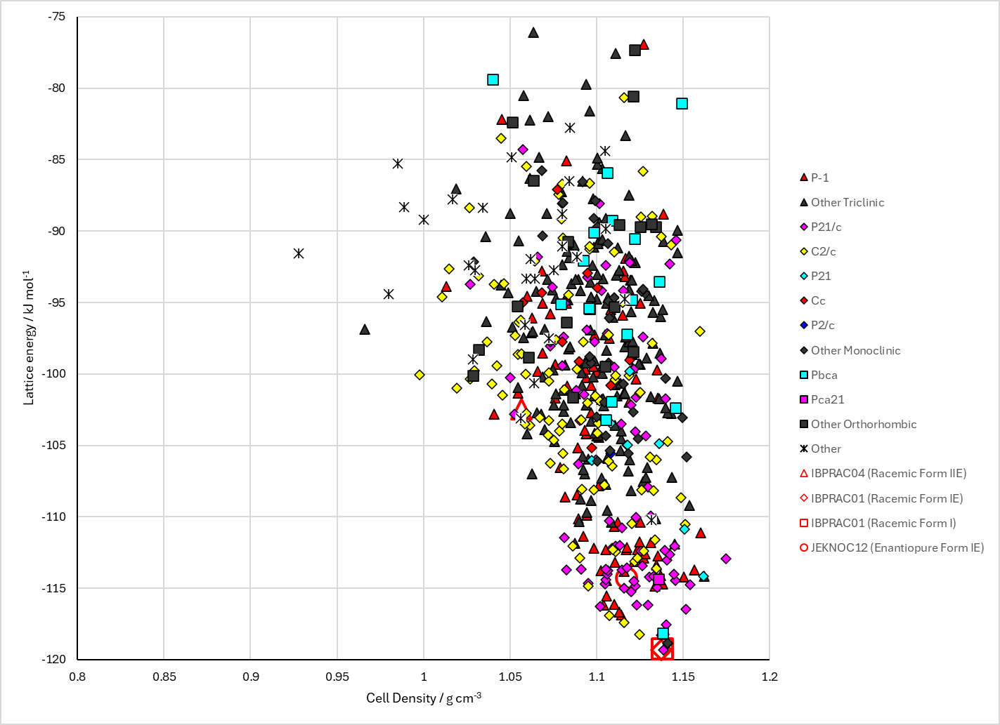 -75
-80
-85
-90
-95
-100
-105
-110
-115
-120
Lattice energy / kJ mol-1
0.8 0.85 0.9 0.95 1 1.05 1.1 1.15 1.2
Cell Density / g cm-3
P-1
Other Triclinic
P21/c
C2/c
P21
Cc
P2/c
Other Monoclinic
Pbca
Pca21
Other Orthorhombic
Other
IBPRAC04 (Racemic Form IIE)
IBPRAC01 (Racemic Form IE)
IBPRAC01 (Racemic Form I)
JEKNOC12 (Enantiopure Form IE)